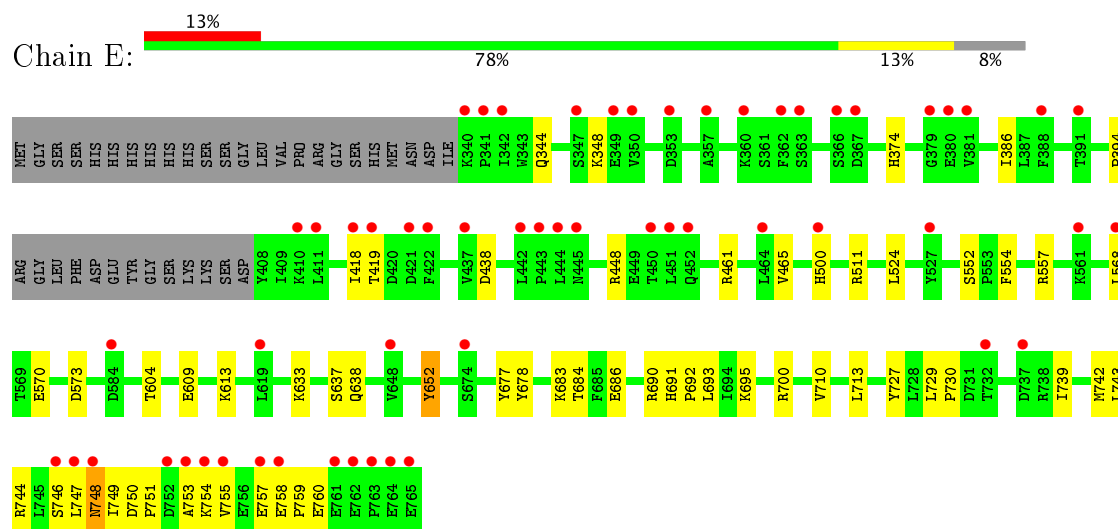 13%
Chain E:
78% 13% 8%
MET GLY SER SER HIS HIS HIS HIS HIS HIS SER SER GLY LEU VAL PRO ARG GLY SER HIS MET ASN ASP ILE K340 P341 I342 W343 Q344 S347 K348 E349 V350 D353 A357 K360 S361 F362 S363 S366 D367 H374 G379 E380 V381 I386 L387 F388 T391 P394
ARG GLY LEU PHE ASP GLU TYR GLY SER LYS LYS SER ASP Y408 I409 K410 L411 I418 T419 D420 D421 F422 V437 D438 L442 P443 L444 N445 R448 E449 T450 L451 Q452 R461 L464 V465 H500 R511 L524 Y527 S552 P553 F554 R557 K561 L568
T569 E570 D573 D584 T604 E609 K613 L619 K633 S637 Q638 V648 Y652 S674 Y677 Y678 K683 T684 F685 E686 R690 H691 P692 L693 I694 K695 R700 V710 L713 Y727 L728 L729 P730 D731 T732 D737 R738 I739 M742 L743
R744 L745 S746 L747 N748 I749 D750 P751 D752 A753 K754 V755 E756 E757 E758 P759 E760 E761 E762 P763 E764 E765